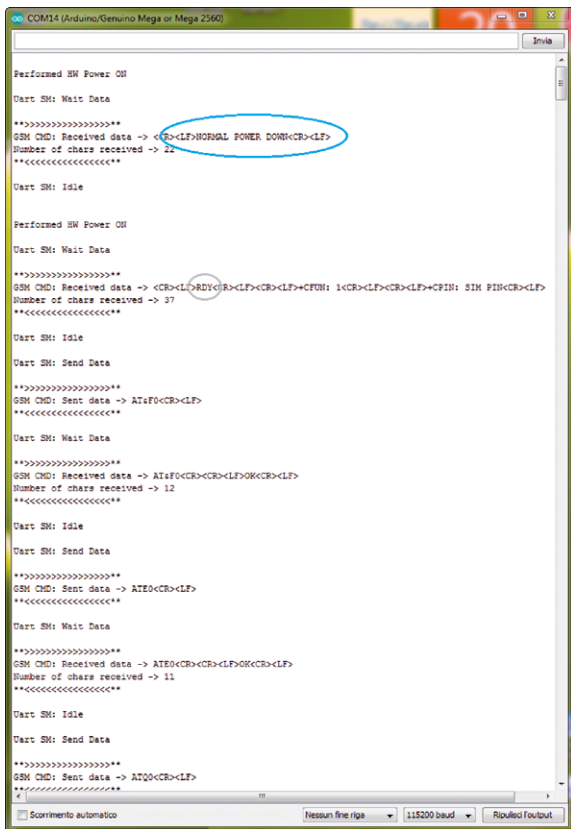 COM14 (Arduino/Genuino Mega or Mega 2560)
Invia
Performed HW Power ON
Uart SM: Wait Data
**>>>>>>>>>>>>>>>>**
GSM CMD: Received data -> <CR><LF>NORMAL POWER DOWN<CR><LF>
Number of chars received -> 22
**<<<<<<<<<<<<<<<<**
Uart SM: Idle
Performed HW Power ON
Uart SM: Wait Data
**>>>>>>>>>>>>>>>>**
GSM CMD: Received data -> <CR><LF>RDY<CR><LF><CR><LF>+CFUN: 1<CR><LF><CR><LF>+CPIN: SIM PIN<CR><LF>
Number of chars received -> 37
**<<<<<<<<<<<<<<<<**
Uart SM: Idle
Uart SM: Send Data
**>>>>>>>>>>>>>>>>**
GSM CMD: Sent data -> AT&F0<CR><LF>
**<<<<<<<<<<<<<<<<**
Uart SM: Wait Data
**>>>>>>>>>>>>>>>>**
GSM CMD: Received data -> AT&F0<CR><CR><LF>OK<CR><LF>
Number of chars received -> 12
**<<<<<<<<<<<<<<<<**
Uart SM: Idle
Uart SM: Send Data
**>>>>>>>>>>>>>>>>**
GSM CMD: Sent data -> ATE0<CR><LF>
**<<<<<<<<<<<<<<<<**
Uart SM: Wait Data
**>>>>>>>>>>>>>>>>**
GSM CMD: Received data -> ATE0<CR><CR><LF>OK<CR><LF>
Number of chars received -> 11
**<<<<<<<<<<<<<<<<**
Uart SM: Idle
Uart SM: Send Data
**>>>>>>>>>>>>>>>>**
GSM CMD: Sent data -> ATQ0<CR><LF>
**<<<<<<<<<<<<<<<<**
Scorrimento automatico
Nessun fine riga
115200 baud
Ripulisci l'output